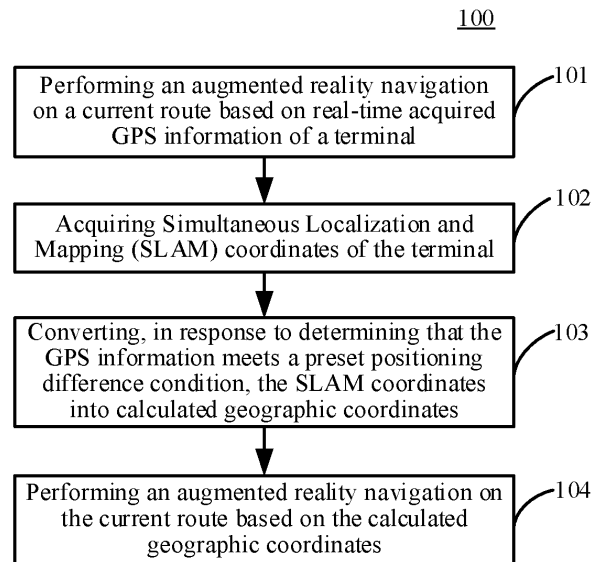 100
Performing an augmented reality navigation
on a current route based on real-time acquired
GPS information of a terminal
101
Acquiring Simultaneous Localization and
Mapping (SLAM) coordinates of the terminal
102
Converting, in response to determining that the
GPS information meets a preset positioning
difference condition, the SLAM coordinates
into calculated geographic coordinates
103
Performing an augmented reality navigation on
the current route based on the calculated
geographic coordinates
104